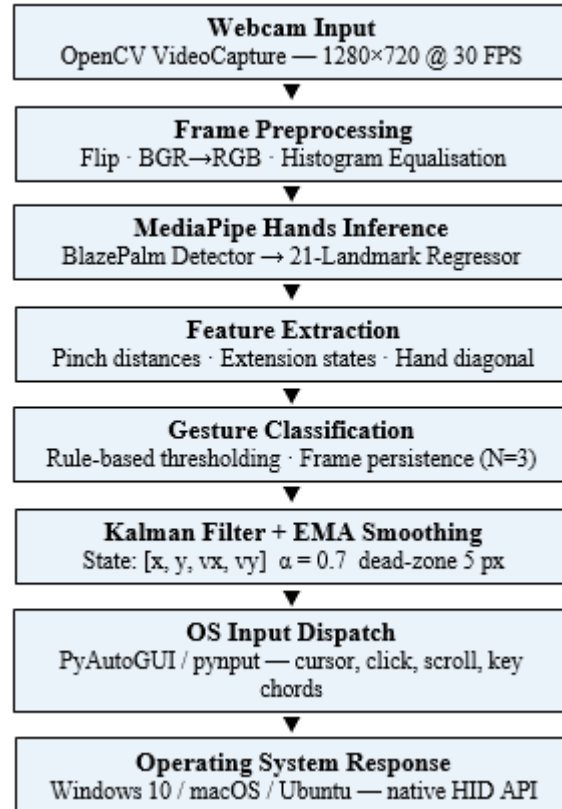 Webcam Input
OpenCV VideoCapture — 1280×720 @ 30 FPS
Frame Preprocessing
Flip · BGR→RGB · Histogram Equalisation
MediaPipe Hands Inference
BlazePalm Detector → 21-Landmark Regressor
Feature Extraction
Pinch distances · Extension states · Hand diagonal
Gesture Classification
Rule-based thresholding · Frame persistence (N=3)
Kalman Filter + EMA Smoothing
State: [x, y, vx, vy]  α = 0.7  dead-zone 5 px
OS Input Dispatch
PyAutoGUI / pynput — cursor, click, scroll, key
chords
Operating System Response
Windows 10 / macOS / Ubuntu — native HID API